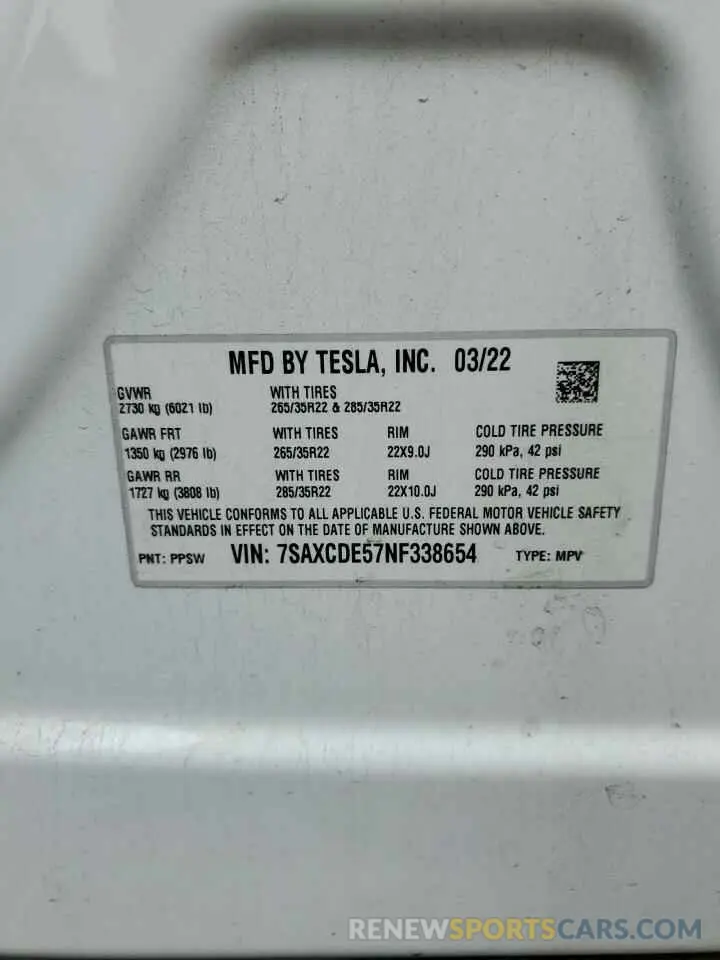 MFD BY TESLA, INC. 03/22
GVWR WITH TIRES
2730 kg (6021 lb) 265/35R22 & 285/35R22
GAWR FRT WITH TIRES RIM COLD TIRE PRESSURE
1350 kg (2976 lb) 265/35R22 22X9.0J 290 kPa, 42 psi
GAWR RR WITH TIRES RIM COLD TIRE PRESSURE
1727 kg (3808 lb) 285/35R22 22X10.0J 290 kPa, 42 psi
THIS VEHICLE CONFORMS TO ALL APPLICABLE U.S. FEDERAL MOTOR VEHICLE SAFETY
STANDARDS IN EFFECT ON THE DATE OF MANUFACTURE SHOWN ABOVE.
PNT: PPSW VIN: 7SAXCDE57NF338654 TYPE: MPV
RENEWSPORTSCARS.COM